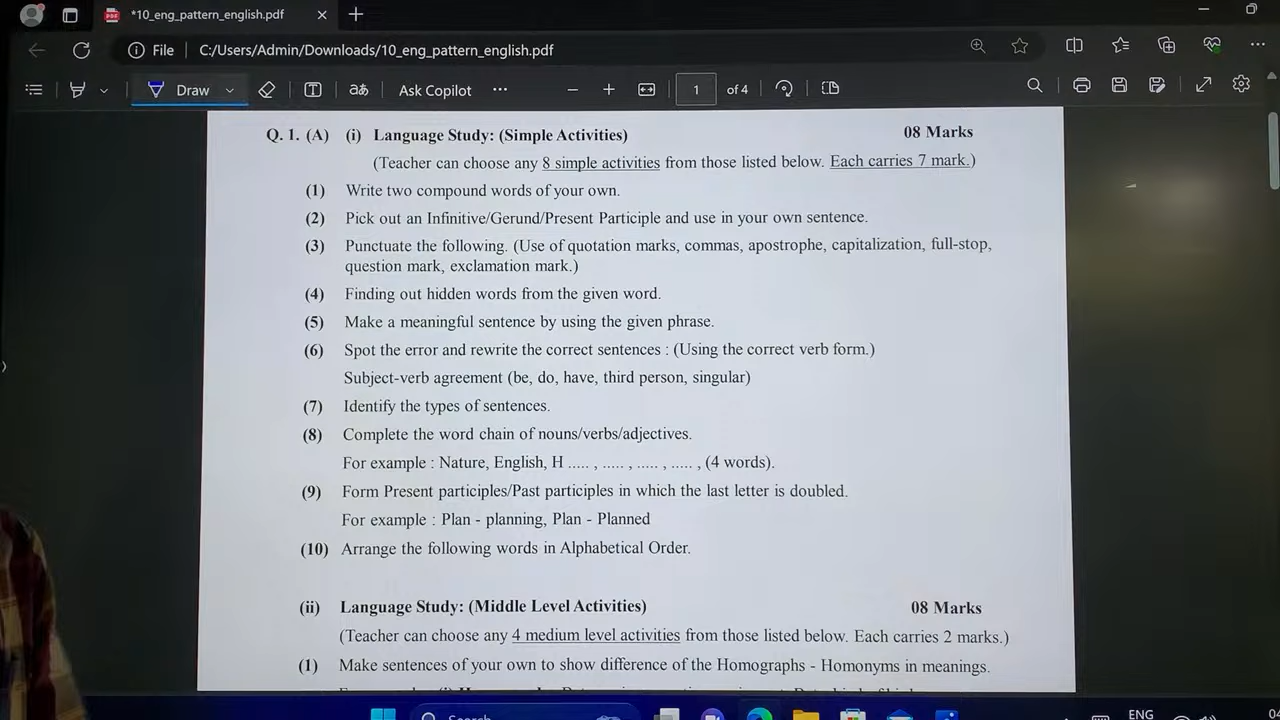 *10_eng_pattern_english.pdf
File C:/Users/Admin/Downloads/10_eng_pattern_english.pdf
Draw aあ Ask Copilot 1 of 4
Q. 1. (A) (i) Language Study: (Simple Activities) 08 Marks
(Teacher can choose any 8 simple activities from those listed below. Each carries 7 mark.)
(1) Write two compound words of your own.
(2) Pick out an Infinitive/Gerund/Present Participle and use in your own sentence.
(3) Punctuate the following. (Use of quotation marks, commas, apostrophe, capitalization, full-stop,
question mark, exclamation mark.)
(4) Finding out hidden words from the given word.
(5) Make a meaningful sentence by using the given phrase.
(6) Spot the error and rewrite the correct sentences : (Using the correct verb form.)
Subject-verb agreement (be, do, have, third person, singular)
(7) Identify the types of sentences.
(8) Complete the word chain of nouns/verbs/adjectives.
For example : Nature, English, H ..... , ..... , ..... , ..... , (4 words).
(9) Form Present participles/Past participles in which the last letter is doubled.
For example : Plan - planning, Plan - Planned
(10) Arrange the following words in Alphabetical Order.
(ii) Language Study: (Middle Level Activities) 08 Marks
(Teacher can choose any 4 medium level activities from those listed below. Each carries 2 marks.)
(1) Make sentences of your own to show difference of the Homographs - Homonyms in meanings.
Search ENG